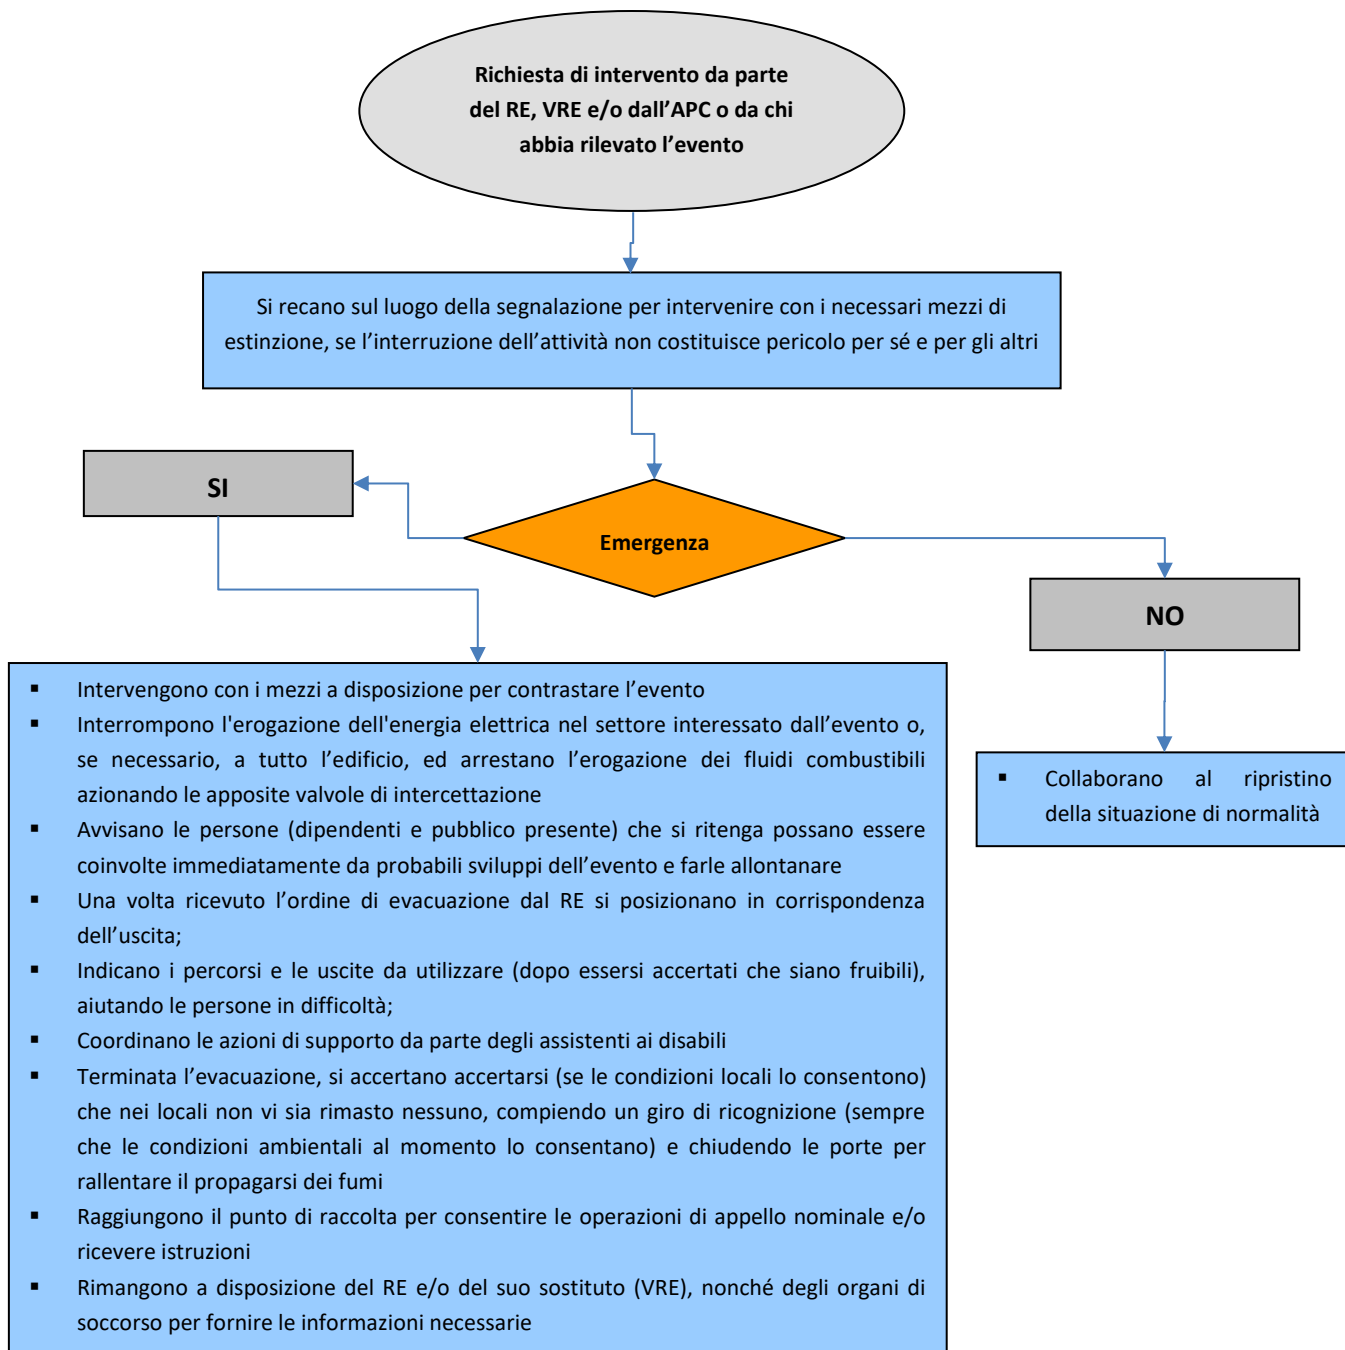 Richiesta di intervento da parte
del RE, VRE e/o dall’APC o da chi
abbia rilevato l’evento
Si recano sul luogo della segnalazione per intervenire con i necessari mezzi di
estinzione, se l’interruzione dell’attività non costituisce pericolo per sé e per gli altri
SI
Emergenza
NO
▪ Intervengono con i mezzi a disposizione per contrastare l’evento
▪ Interrompono l'erogazione dell'energia elettrica nel settore interessato dall’evento o,
se necessario, a tutto l’edificio, ed arrestano l’erogazione dei fluidi combustibili
azionando le apposite valvole di intercettazione
▪ Avvisano le persone (dipendenti e pubblico presente) che si ritenga possano essere
coinvolte immediatamente da probabili sviluppi dell’evento e farle allontanare
▪ Una volta ricevuto l’ordine di evacuazione dal RE si posizionano in corrispondenza
dell’uscita;
▪ Indicano i percorsi e le uscite da utilizzare (dopo essersi accertati che siano fruibili),
aiutando le persone in difficoltà;
▪ Coordinano le azioni di supporto da parte degli assistenti ai disabili
▪ Terminata l’evacuazione, si accertano accertarsi (se le condizioni locali lo consentono)
che nei locali non vi sia rimasto nessuno, compiendo un giro di ricognizione (sempre
che le condizioni ambientali al momento lo consentano) e chiudendo le porte per
rallentare il propagarsi dei fumi
▪ Raggiungono il punto di raccolta per consentire le operazioni di appello nominale e/o
ricevere istruzioni
▪ Rimangono a disposizione del RE e/o del suo sostituto (VRE), nonché degli organi di
soccorso per fornire le informazioni necessarie
▪ Collaborano al ripristino
della situazione di normalità